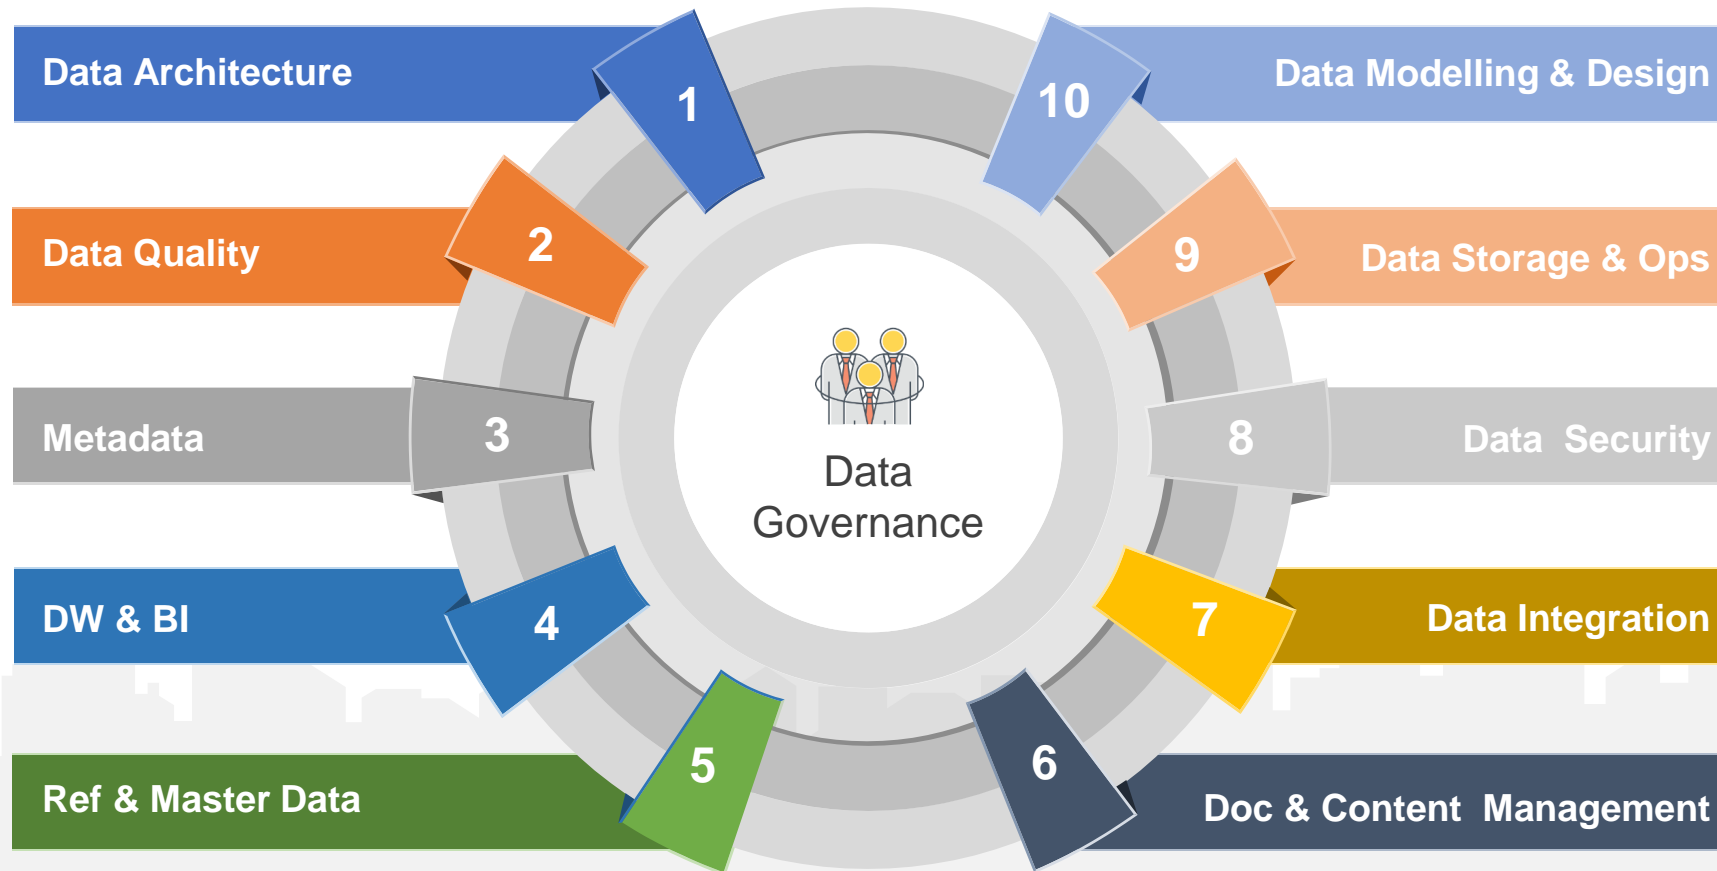 Data Architecture
1
10
Data Modelling & Design
Data Quality
2
9
Data Storage & Ops
Metadata
3
8
Data  Security
Data
Governance
DW & BI
4
7
Data Integration
Ref & Master Data
5
6
Doc & Content  Management